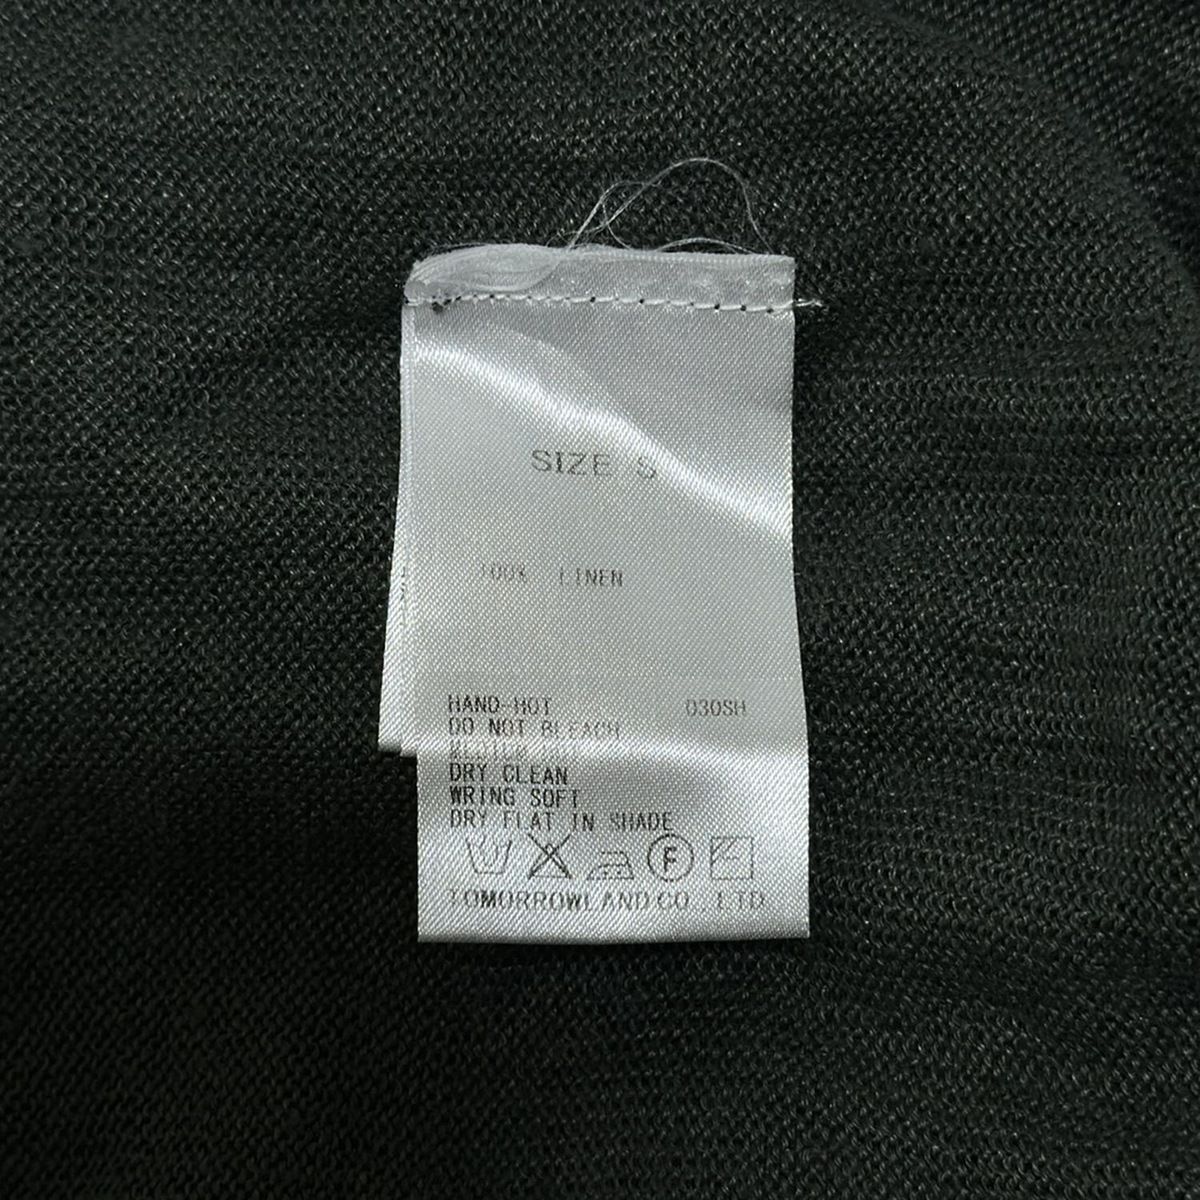 SIZE S
100% LINEN
HAND-HOT 030SH
DO NOT BLEACH
MEDIUM
DRY CLEAN
WRING SOFT
DRY FLAT IN SHADE
F
TOMORROWLAND CO LTD